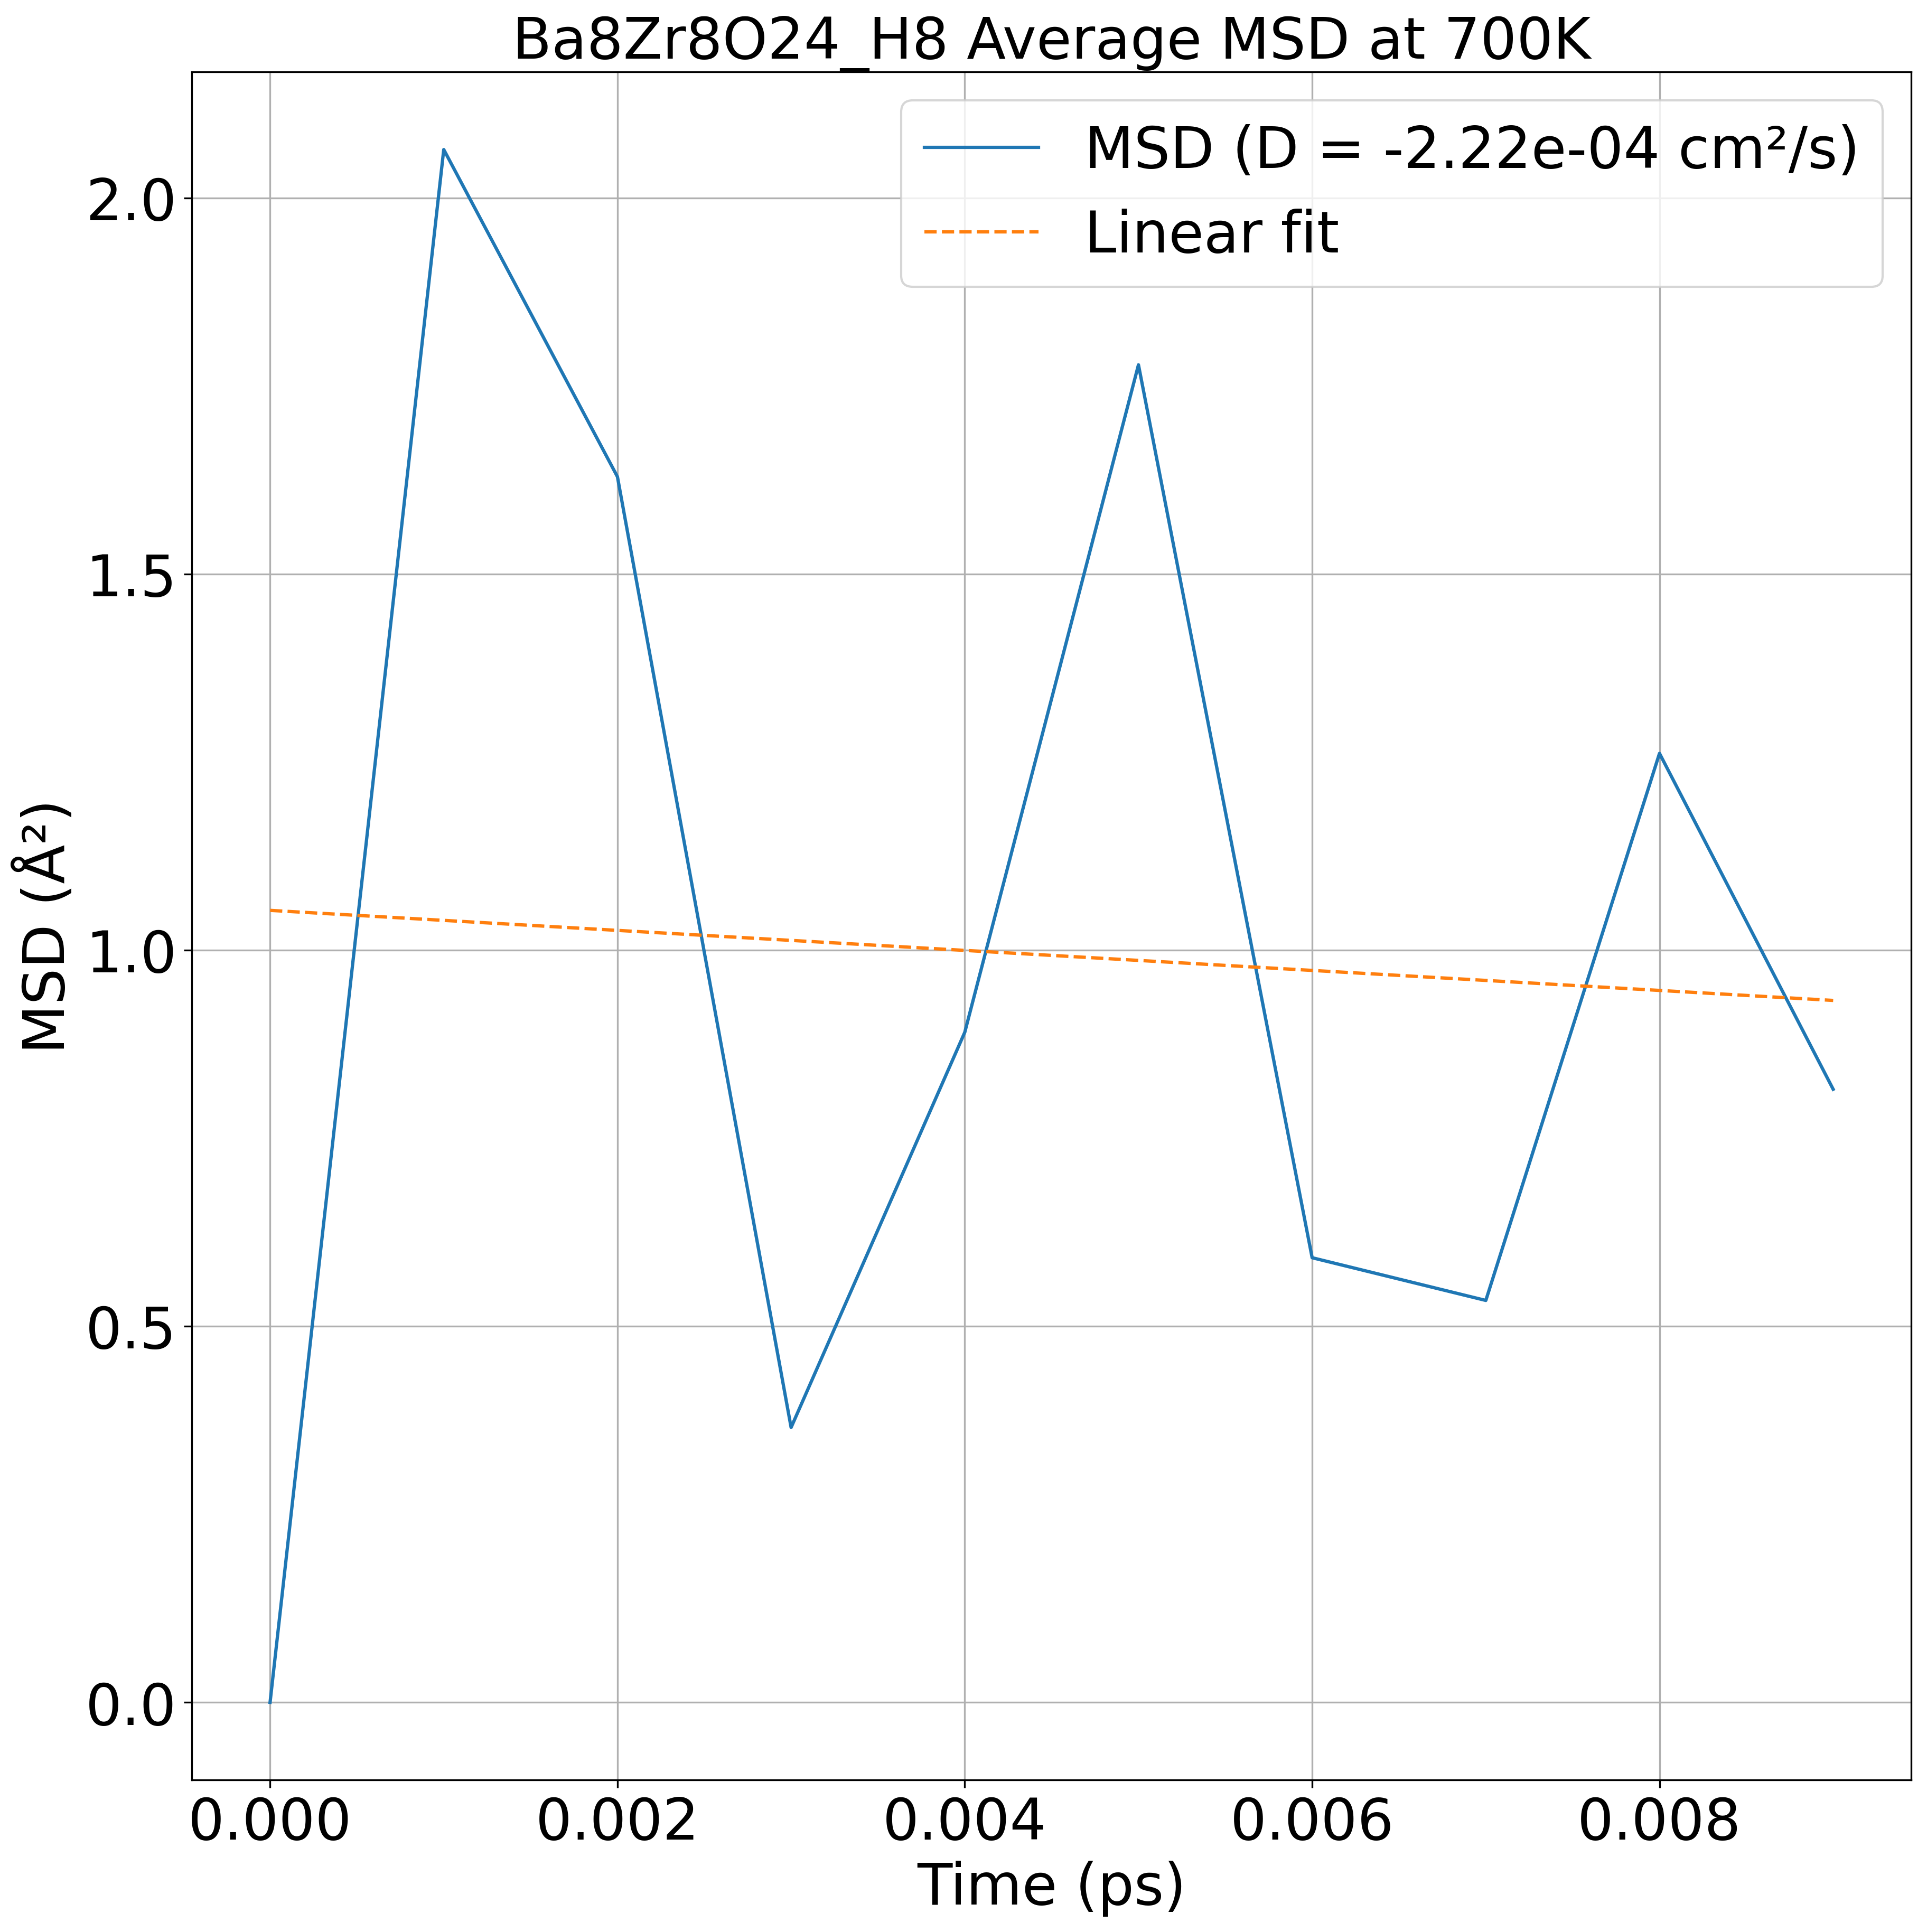 Ba8Zr8O24_H8 Average MSD at 700K
MSD (D = -2.22e-04 cm²/s)
Linear fit
MSD (Å²)
2.0
1.5
1.0
0.5
0.0
0.000 0.002 0.004 0.006 0.008
Time (ps)